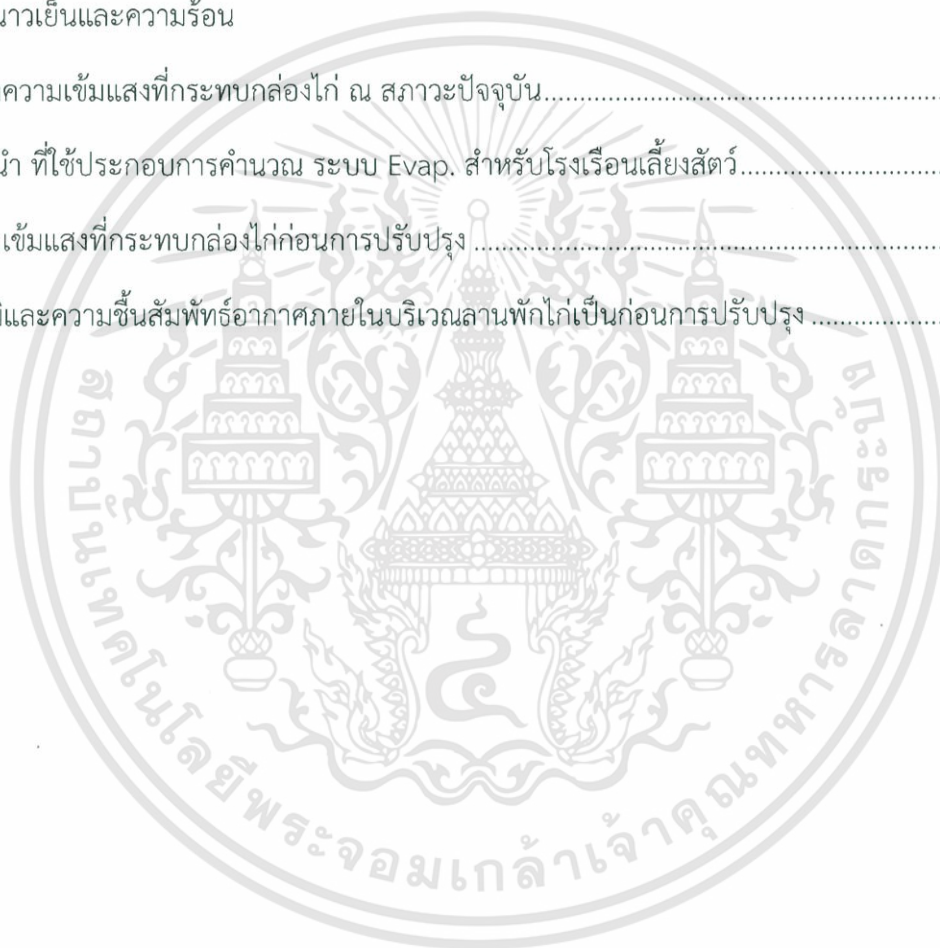 นาวเย็นและความร้อน
ความเข้มแสงที่กระทบกล่องไก่ ณ สภาวะปัจจุบัน
นำ ที่ใช้ประกอบการคำนวณ ระบบ Evap. สำหรับโรงเรือนเลี้ยงสัตว์
เข้มแสงที่กระทบกล่องไก่ก่อนการปรับปรุง
และความชื้นสัมพัทธ์อากาศภายในบริเวณลานพักไก่เป็นก่อนการปรับปรุง
สถาบันเทคโนโลยีพระจอมเกล้าเจ้าคุณทหารลาดกระบัง